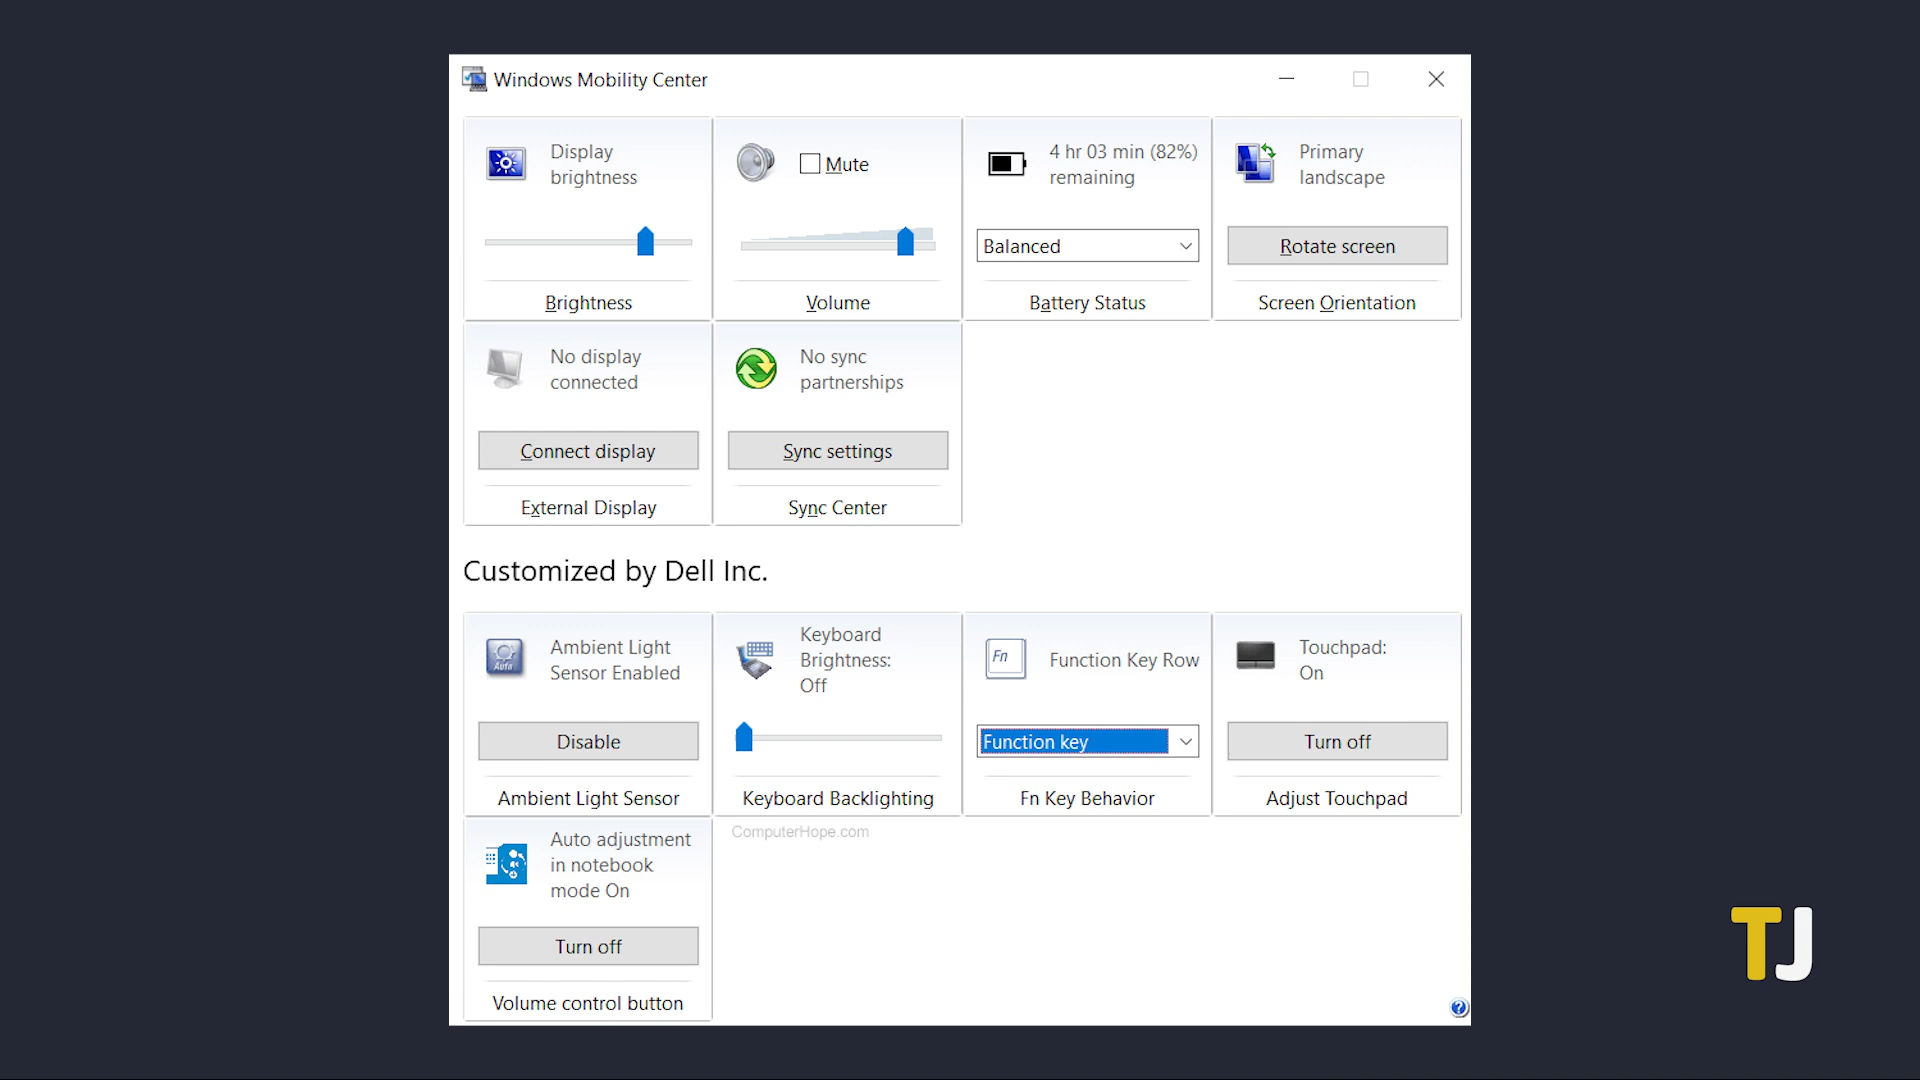 Windows Mobility Center
Display
brightness
Brightness
Mute
Volume
4 hr 03 min (82%)
remaining
Balanced
Battery Status
Primary
landscape
Rotate screen
Screen Orientation
No display
connected
Connect display
External Display
No sync
partnerships
Sync settings
Sync Center
Customized by Dell Inc.
Ambient Light
Sensor Enabled
Auto
Disable
Ambient Light Sensor
Keyboard
Brightness:
Off
Keyboard Backlighting
Fn
Function Key Row
Function key
Fn Key Behavior
Touchpad:
On
Turn off
Adjust Touchpad
Auto adjustment
in notebook
mode On
Turn off
Volume control button
ComputerHope.com
?
TJ